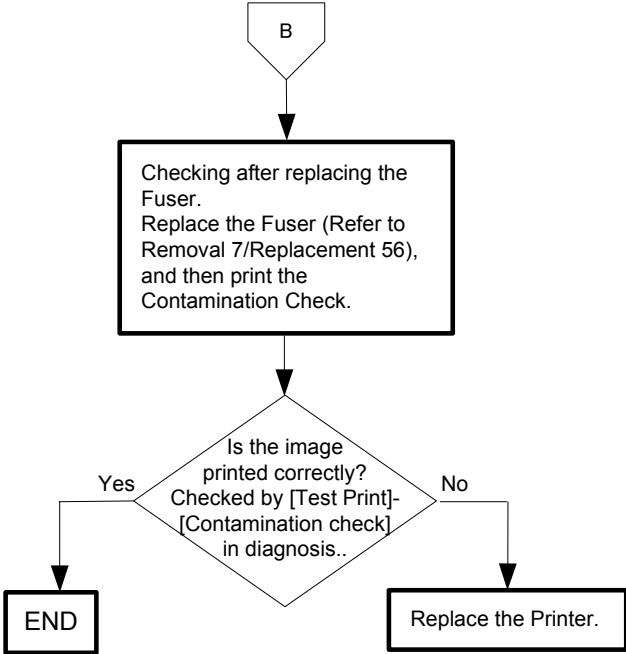 B
Checking after replacing the
Fuser.
Replace the Fuser (Refer to
Removal 7/Replacement 56),
and then print the
Contamination Check.
Is the image
printed correctly?
Checked by [Test Print]-
[Contamination check]
in diagnosis..
Yes
No
END
Replace the Printer.